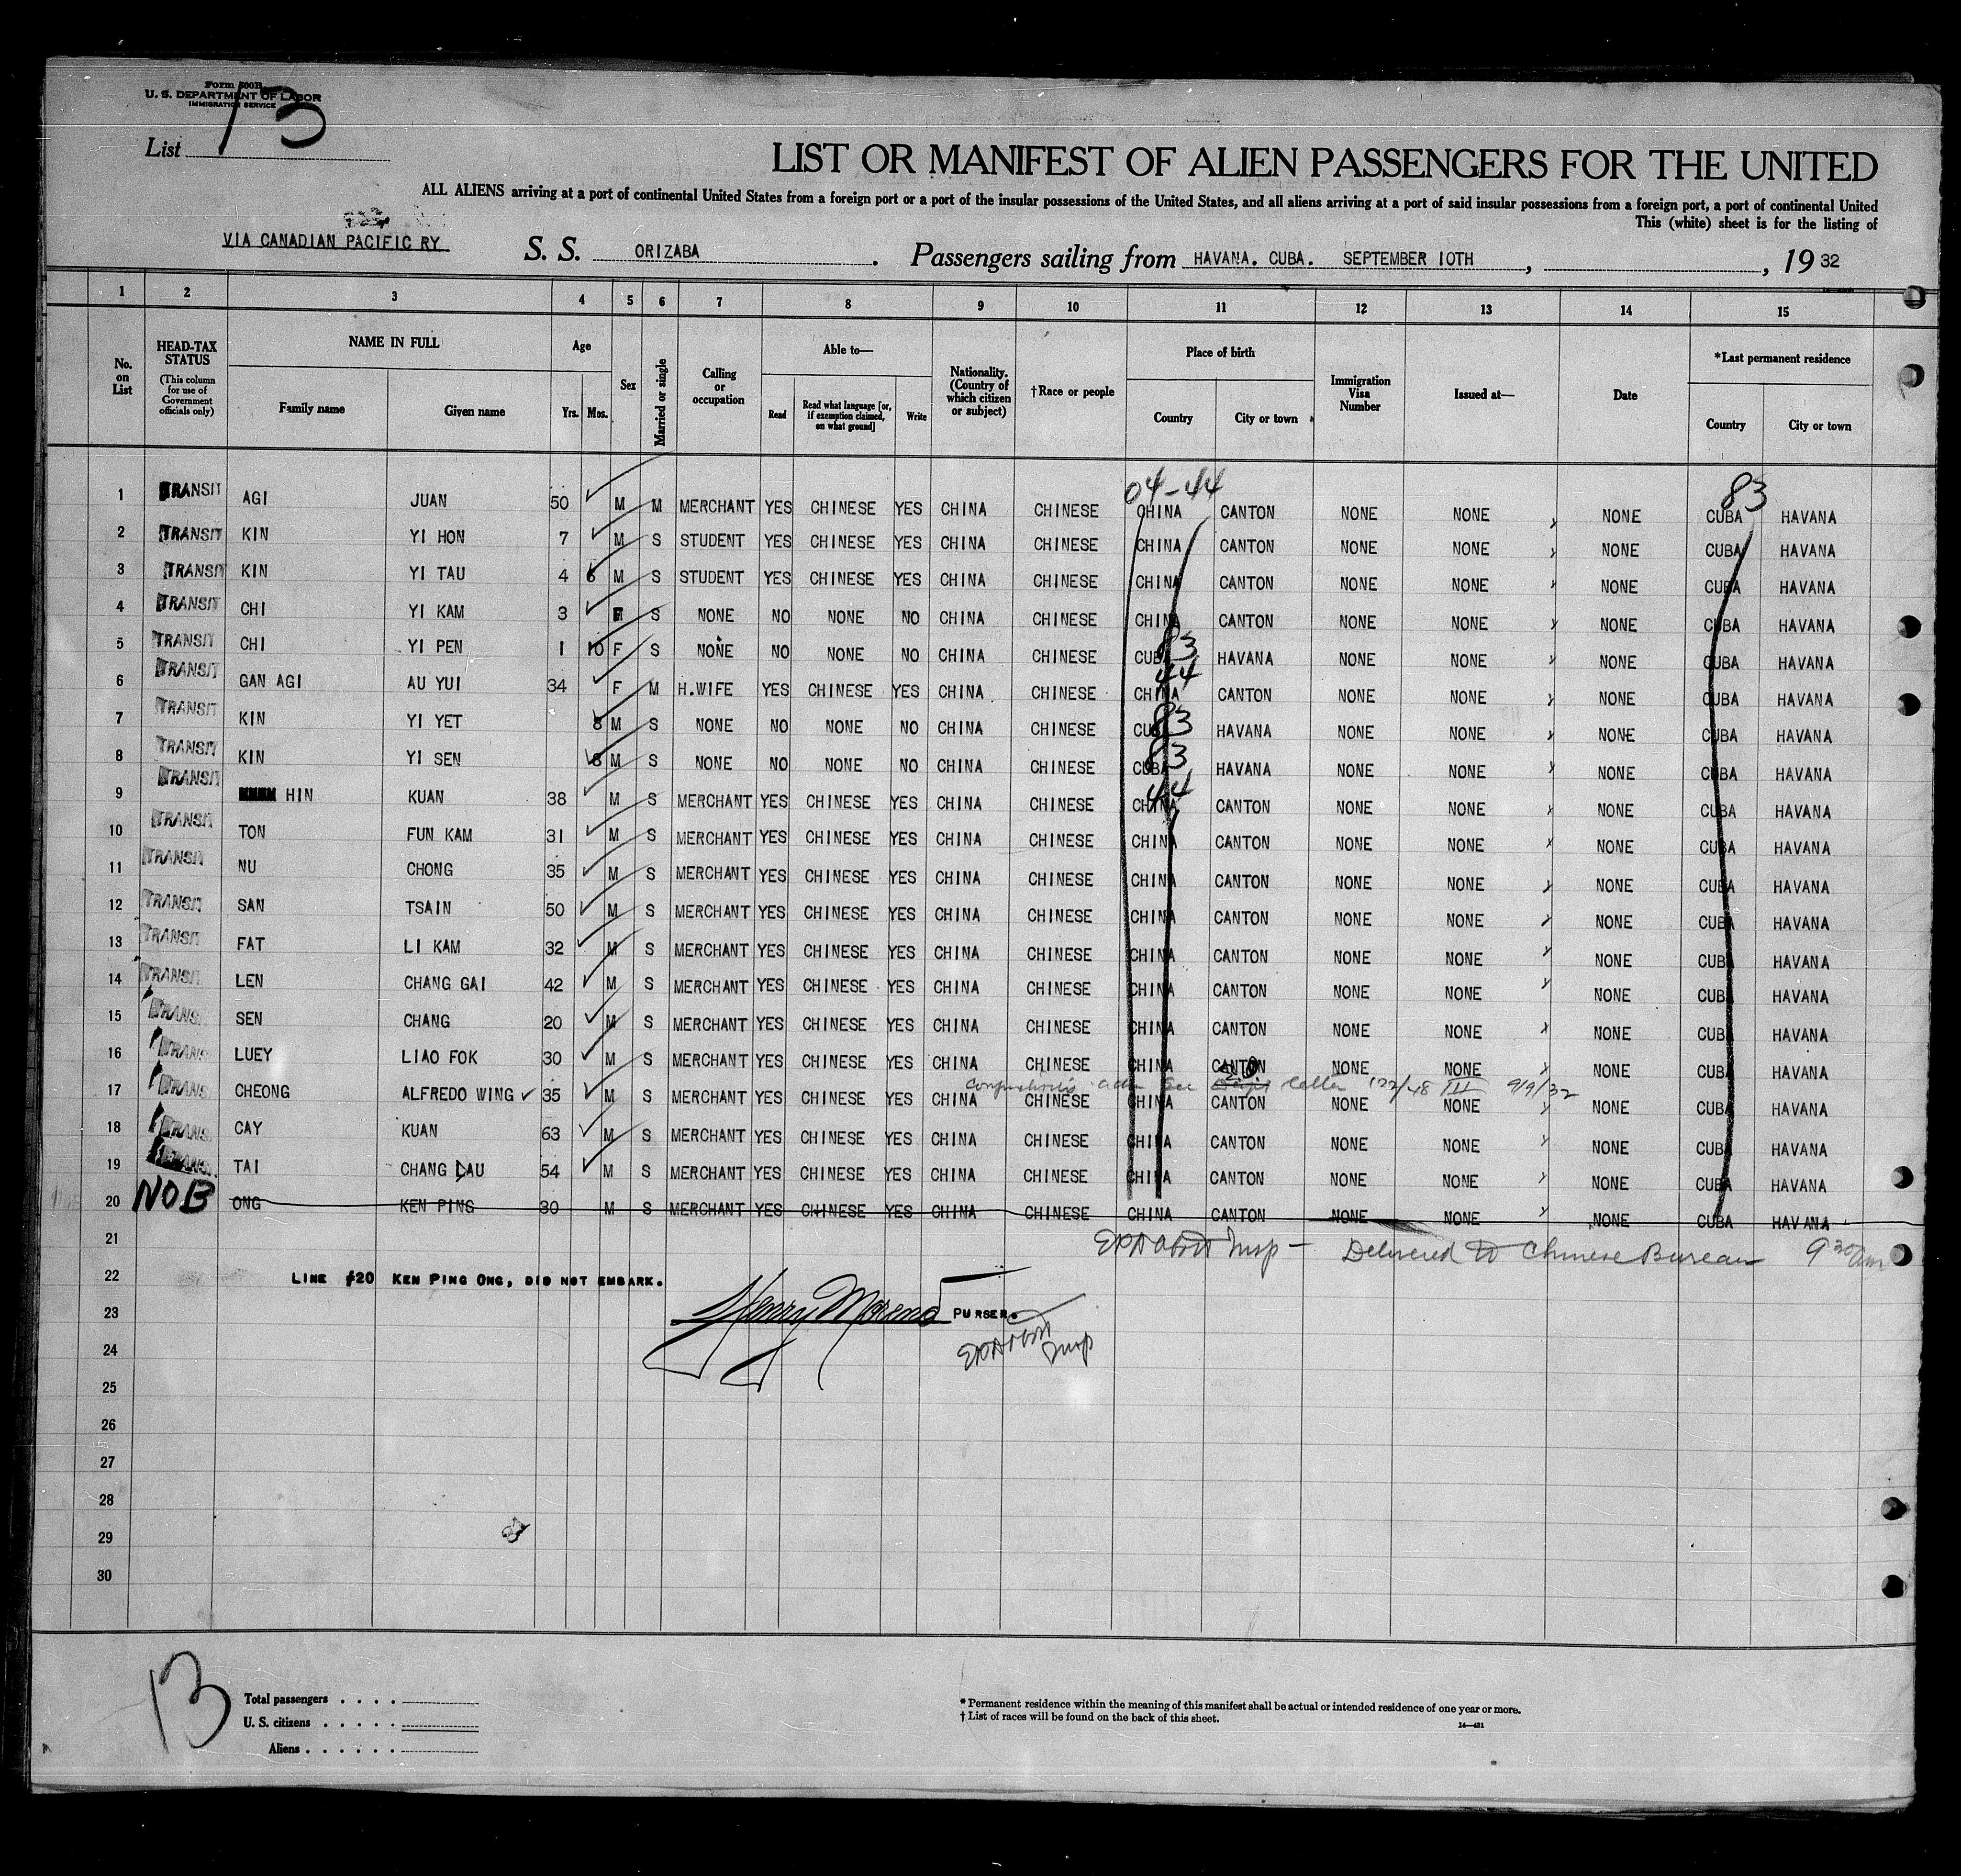 Form 500B
U. S. DEPARTMENT OF LABOR
IMMIGRATION SERVICE
List 13
LIST OR MANIFEST OF ALIEN PASSENGERS FOR THE UNITED
ALL ALIENS arriving at a port of continental United States from a foreign port or a port of the insular possessions of the United States, and all aliens arriving at a port of said insular possessions from a foreign port, a port of continental United
This (white) sheet is for the listing of
VIA CANADIAN PACIFIC RY S. S. ORIZABA . Passengers sailing from HAVANA. CUBA. SEPTEMBER 10TH , , 19 32
1 2 3 4 5 6 7 8 9 10 11 12 13 14 15
No. on List HEAD-TAX STATUS (This column for use of Government officials only) NAME IN FULL Family name Given name Age Yrs. Mos. Sex Married or single Calling or occupation Able to— Read Read what language [or, if exemption claimed, on what ground] Write Nationality. (Country of which citizen or subject) †Race or people Place of birth Country City or town Immigration Visa Number Issued at— Date *Last permanent residence Country City or town
04-44 83
1 TRANSIT AGI JUAN 50 M M MERCHANT YES CHINESE YES CHINA CHINESE CHINA CANTON NONE NONE NONE CUBA HAVANA
2 TRANSIT KIN YI HON 7 M S STUDENT YES CHINESE YES CHINA CHINESE CHINA CANTON NONE NONE NONE CUBA HAVANA
3 TRANSIT KIN YI TAU 4 6 M S STUDENT YES CHINESE YES CHINA CHINESE CHINA CANTON NONE NONE NONE CUBA HAVANA
4 TRANSIT CHI YI KAM 3 F S NONE NO NONE NO CHINA CHINESE CHINA CANTON NONE NONE NONE CUBA HAVANA
5 TRANSIT CHI YI PEN 1 10 F S NONE NO NONE NO CHINA CHINESE CUBA 83 HAVANA NONE NONE NONE CUBA HAVANA
6 TRANSIT GAN AGI AU YUI 34 F M H.WIFE YES CHINESE YES CHINA CHINESE CHINA 44 CANTON NONE NONE NONE CUBA HAVANA
7 TRANSIT KIN YI YET 8 M S NONE NO NONE NO CHINA CHINESE CUBA 83 HAVANA NONE NONE NONE CUBA HAVANA
8 TRANSIT KIN YI SEN 8 M S NONE NO NONE NO CHINA CHINESE CUBA 83 HAVANA NONE NONE NONE CUBA HAVANA
9 TRANSIT HIN KUAN 38 M S MERCHANT YES CHINESE YES CHINA CHINESE CHINA 44 CANTON NONE NONE NONE CUBA HAVANA
10 TRANSIT TON FUN KAM 31 M S MERCHANT YES CHINESE YES CHINA CHINESE CHINA CANTON NONE NONE NONE CUBA HAVANA
11 TRANSIT NU CHONG 35 M S MERCHANT YES CHINESE YES CHINA CHINESE CHINA CANTON NONE NONE NONE CUBA HAVANA
12 TRANSIT SAN TSAIN 50 M S MERCHANT YES CHINESE YES CHINA CHINESE CHINA CANTON NONE NONE NONE CUBA HAVANA
13 TRANSIT FAT LI KAM 32 M S MERCHANT YES CHINESE YES CHINA CHINESE CHINA CANTON NONE NONE NONE CUBA HAVANA
14 TRANSIT LEN CHANG GAI 42 M S MERCHANT YES CHINESE YES CHINA CHINESE CHINA CANTON NONE NONE NONE CUBA HAVANA
15 TRANS SEN CHANG 20 M S MERCHANT YES CHINESE YES CHINA CHINESE CHINA CANTON NONE NONE NONE CUBA HAVANA
16 TRANS LUEY LIAO FOK 30 M S MERCHANT YES CHINESE YES CHINA CHINESE CHINA CANTON NONE NONE NONE CUBA HAVANA
letter 122/48 III 9/9/32
17 TRANS CHEONG ALFREDO WING 35 M S MERCHANT YES CHINESE YES CHINA CHINESE CHINA CANTON NONE NONE NONE CUBA HAVANA
18 TRANS CAY KUAN 63 M S MERCHANT YES CHINESE YES CHINA CHINESE CHINA CANTON NONE NONE NONE CUBA HAVANA
19 TRANS TAI CHANG LAU 54 M S MERCHANT YES CHINESE YES CHINA CHINESE CHINA CANTON NONE NONE NONE CUBA HAVANA
20 NOB ONG KEN PING 30 M S MERCHANT YES CHINESE YES CHINA CHINESE CHINA CANTON NONE NONE NONE CUBA HAVANA
21 Insp - Delivered to Chinese Bureau 9 30 am
22 LINE #20 KEN PING ONG, DID NOT EMBARK.
23 Henry Moreno PURSER.
24 Insp
25
26
27
28
29
30
13
Total passengers . . . .
U. S. citizens . . . . .
Aliens . . . . . .
* Permanent residence within the meaning of this manifest shall be actual or intended residence of one year or more.
† List of races will be found on the back of this sheet.
14—421